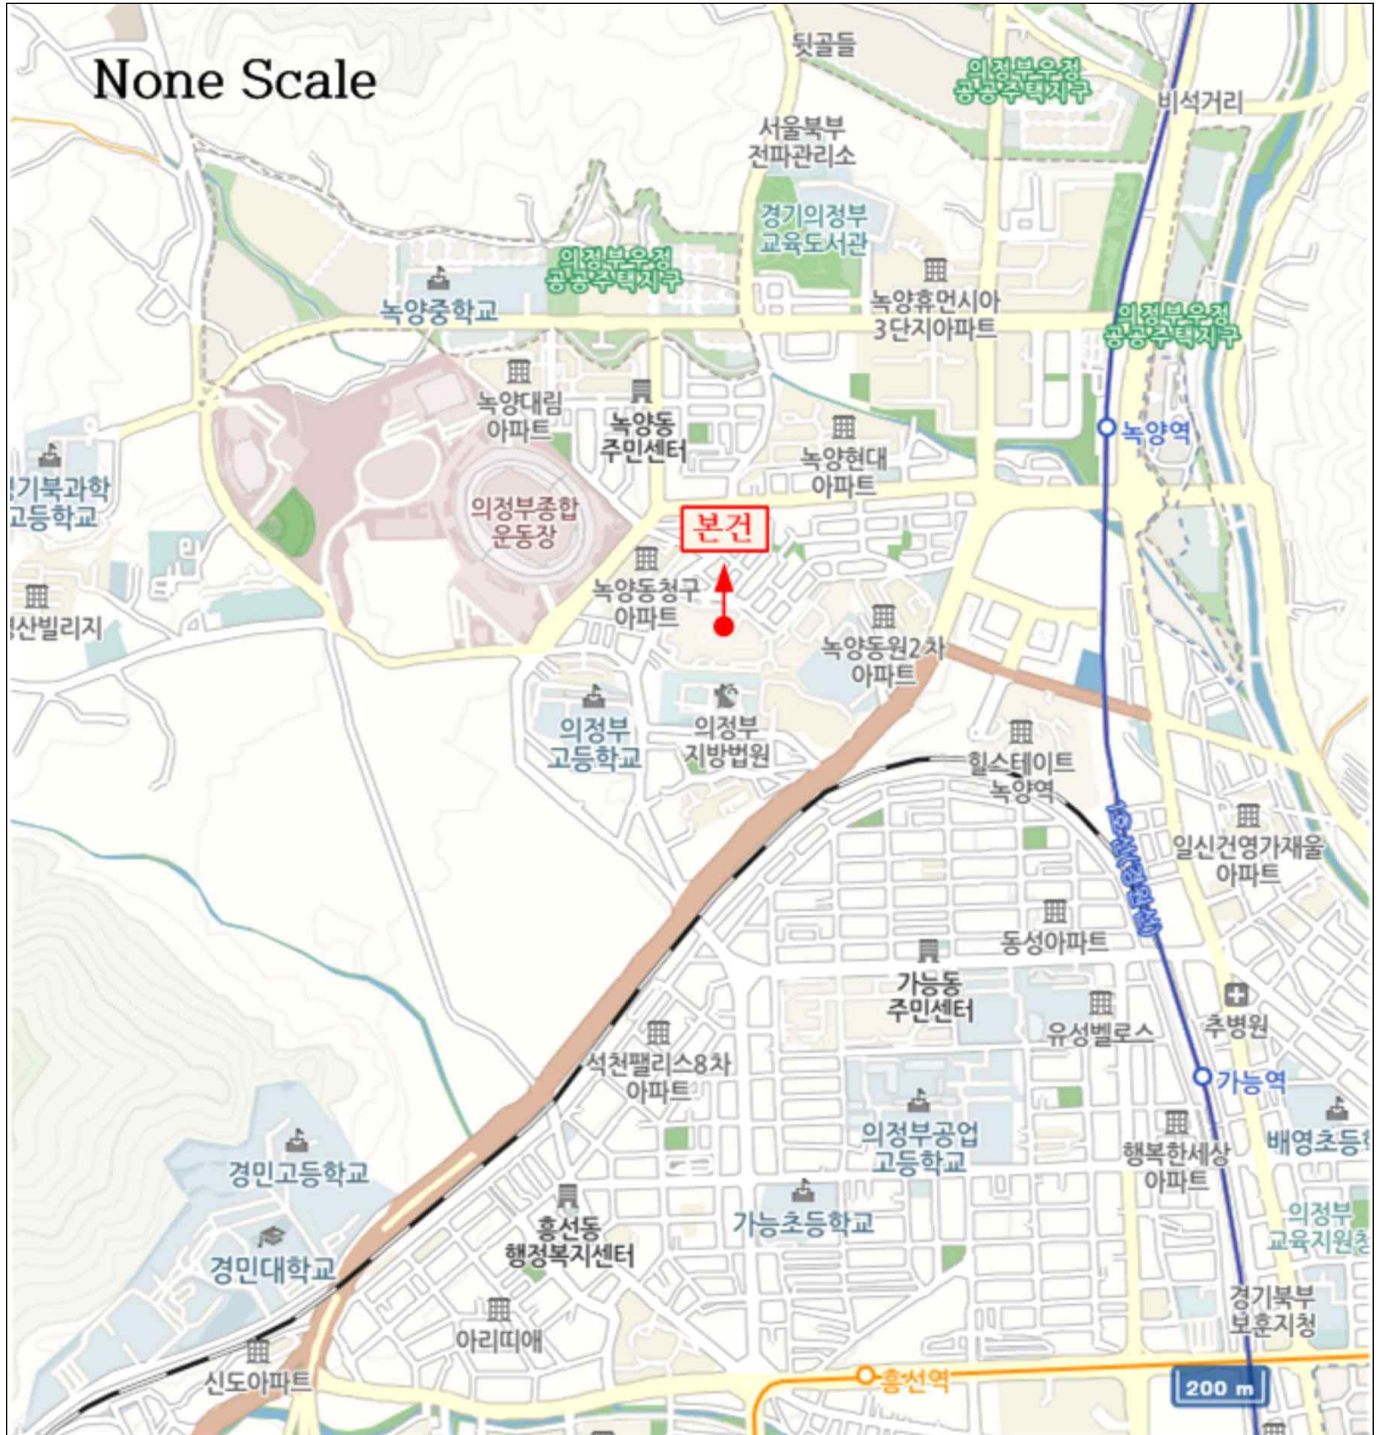 None Scale
뒷골들
의정부우정
공공주택지구
비석거리
서울북부
전파관리소
경기의정부
교육도서관
의정부우정
공공주택지구
녹양중학교
녹양휴먼시아
3단지아파트
의정부우정
공공주택지구
녹양대림
아파트
녹양동
주민센터
녹양현대
아파트
녹양역
경기북과학
고등학교
의정부종합
운동장
본건
녹양동청구
아파트
녹양동원2차
아파트
산빌리지
의정부
고등학교
의정부
지방법원
힐스테이트
녹양역
일신건영가재울
아파트
동성아파트
가능동
주민센터
유성벨로스
추병원
석천팰리스8차
아파트
가능역
의정부공업
고등학교
배영초등학
행복한세상
아파트
경민고등학교
가능초등학교
흥선동
행정복지센터
의정부
교육지원청
경민대학교
아리띠애
경기북부
보훈지청
신도아파트
흥선역
200 m